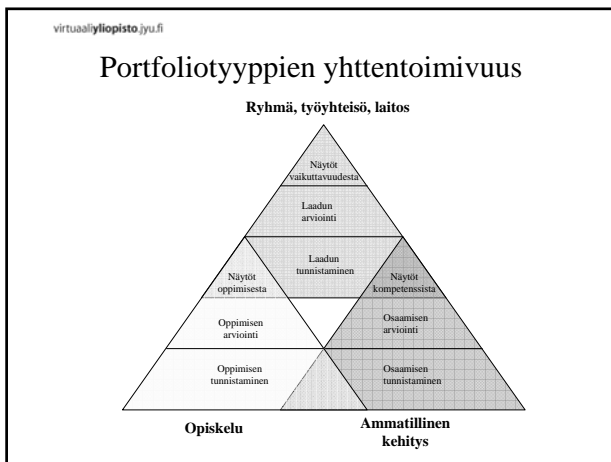 virtuaaliyliopisto.jyu.fi
Portfoliotyyppien yhttentoimivuus
Ryhmä, työyhteisö, laitos
Näytöt
vaikuttavuudesta
Laadun
arviointi
Laadun
tunnistaminen
Näytöt
oppimisesta
Näytöt
kompetenssista
Oppimisen
arviointi
Osaamisen
arviointi
Oppimisen
tunnistaminen
Osaamisen
tunnistaminen
Opiskelu
Ammatillinen
kehitys